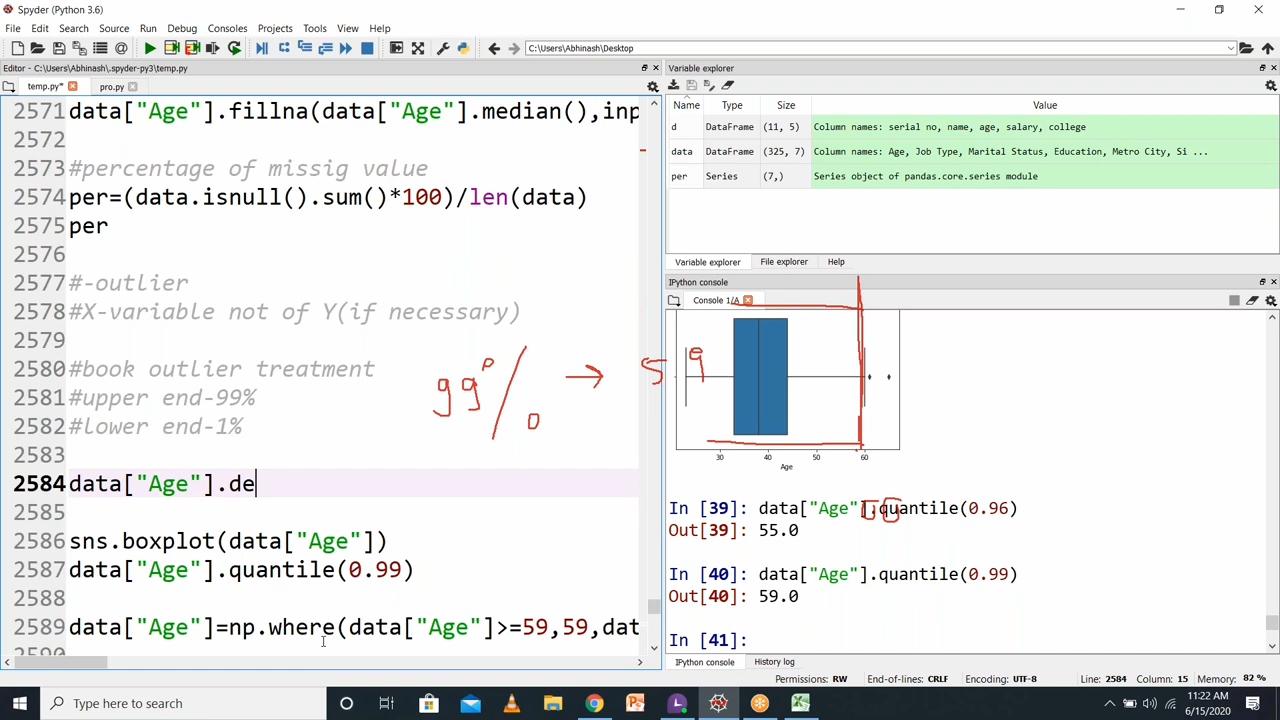 Spyder (Python 3.6)
File Edit Search Source Run Debug Consoles Projects Tools View Help
C:\Users\Abhinash\Desktop
Editor - C:\Users\Abhinash\.spyder-py3\temp.py
temp.py* pro.py
2571 data["Age"].fillna(data["Age"].median(),inp
2572
2573 #percentage of missig value
2574 per=(data.isnull().sum()*100)/len(data)
2575 per
2576
2577 #-outlier
2578 #X-variable not of Y(if necessary)
2579
2580 #book outlier treatment
2581 #upper end-99%
2582 #lower end-1%
2583
2584 data["Age"].de
2585
2586 sns.boxplot(data["Age"])
2587 data["Age"].quantile(0.99)
2588
2589 data["Age"]=np.where(data["Age"]>=59,59,dat
2590
99 % → 59
Variable explorer
Name Type Size Value
d DataFrame (11, 5) Column names: serial no, name, age, salary, college
data DataFrame (325, 7) Column names: Age, Job Type, Marital Status, Education, Metro City, Si ...
per Series (7,) Series object of pandas.core.series module
Variable explorer File explorer Help
IPython console
Console 1/A
30 40 50 60
Age
In [39]: data["Age"].quantile(0.96)
Out[39]: 55.0
In [40]: data["Age"].quantile(0.99)
Out[40]: 59.0
In [41]:
IPython console History log
Permissions: RW End-of-lines: CRLF Encoding: UTF-8 Line: 2584 Column: 15 Memory: 82 %
Type here to search
11:22 AM
6/15/2020